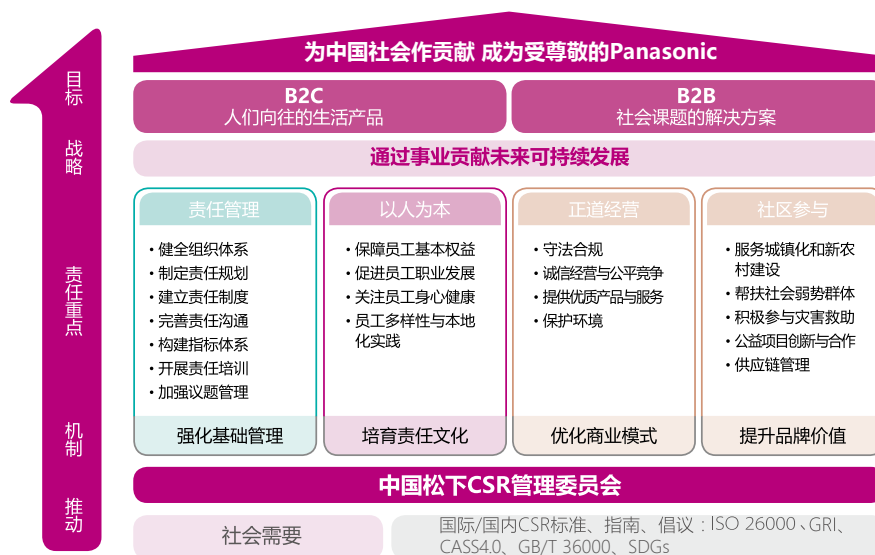 目标
战略
责任重点
机制
推动
为中国社会作贡献 成为受尊敬的Panasonic
B2C
人们向往的生活产品
B2B
社会课题的解决方案
通过事业贡献未来可持续发展
责任管理
・健全组织体系
・制定责任规划
・建立责任制度
・完善责任沟通
・构建指标体系
・开展责任培训
・加强议题管理
强化基础管理
以人为本
・保障员工基本权益
・促进员工职业发展
・关注员工身心健康
・员工多样性与本地
化实践
培育责任文化
正道经营
・守法合规
・诚信经营与公平竞争
・提供优质产品与服务
・保护环境
优化商业模式
社区参与
・服务城镇化和新农
村建设
・帮扶社会弱势群体
・积极参与灾害救助
・公益项目创新与合作
・供应链管理
提升品牌价值
中国松下CSR管理委员会
社会需要
国际/国内CSR标准、指南、倡议：ISO 26000、GRI、
CASS4.0、GB/T 36000、SDGs